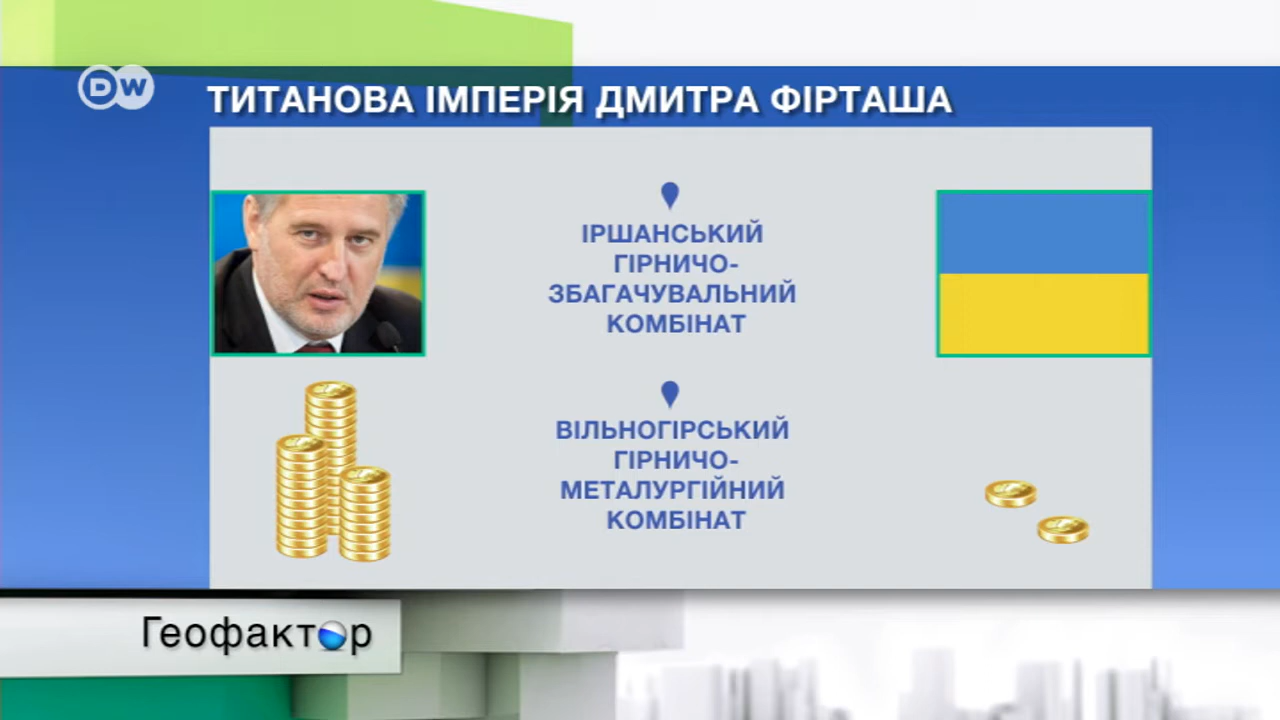 DW
ТИТАНОВА ІМПЕРІЯ ДМИТРА ФІРТАША
ІРШАНСЬКИЙ
ГІРНИЧО-
ЗБАГАЧУВАЛЬНИЙ
КОМБІНАТ
ВІЛЬНОГІРСЬКИЙ
ГІРНИЧО-
МЕТАЛУРГІЙНИЙ
КОМБІНАТ
Геофактор